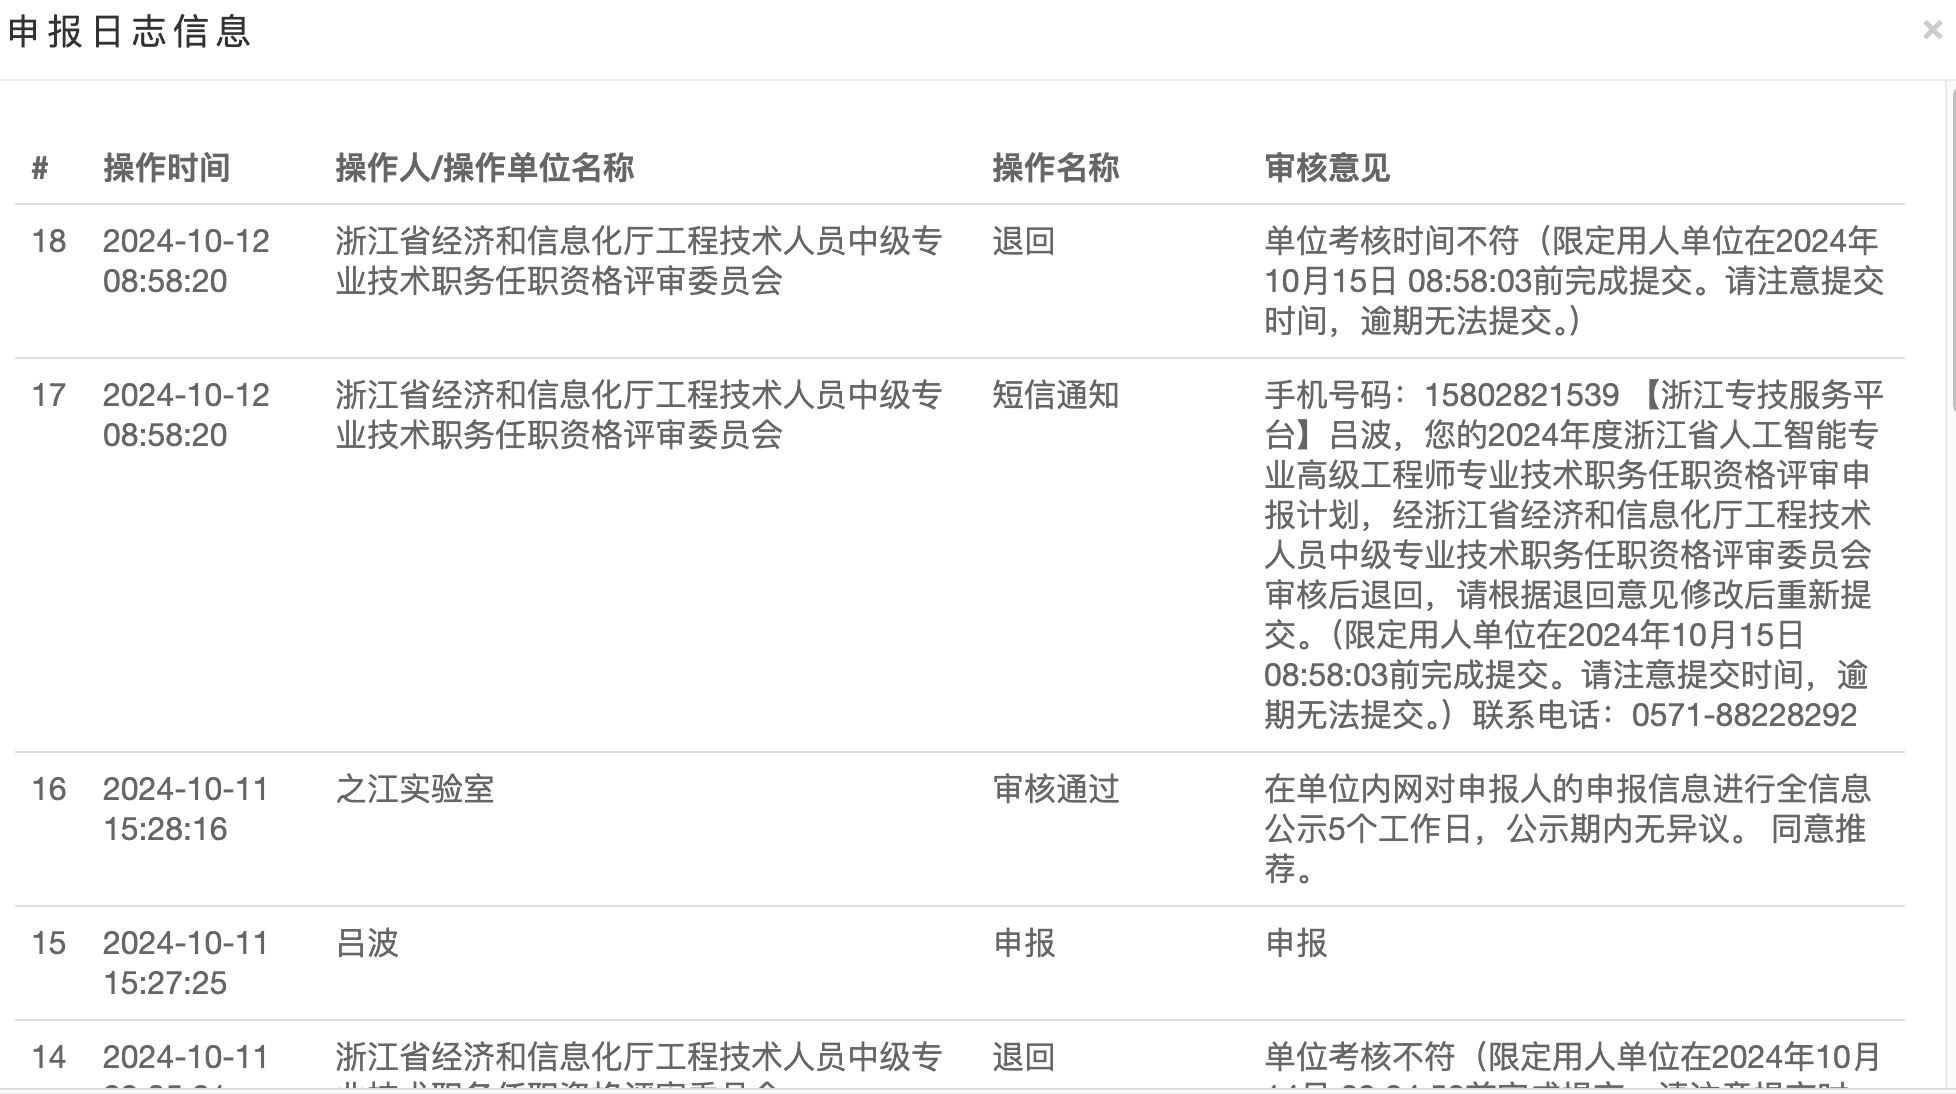 申报日志信息
×
# 操作时间 操作人/操作单位名称 操作名称 审核意见
18 2024-10-12 浙江省经济和信息化厅工程技术人员中级专 退回 单位考核时间不符（限定用人单位在2024年
08:58:20 业技术职务任职资格评审委员会 10月15日 08:58:03前完成提交。请注意提交
时间，逾期无法提交。）
17 2024-10-12 浙江省经济和信息化厅工程技术人员中级专 短信通知 手机号码：15802821539 【浙江专技服务平
08:58:20 业技术职务任职资格评审委员会 台】吕波，您的2024年度浙江省人工智能专
业高级工程师专业技术职务任职资格评审申
报计划，经浙江省经济和信息化厅工程技术
人员中级专业技术职务任职资格评审委员会
审核后退回，请根据退回意见修改后重新提
交。（限定用人单位在2024年10月15日
08:58:03前完成提交。请注意提交时间，逾
期无法提交。）联系电话：0571-88228292
16 2024-10-11 之江实验室 审核通过 在单位内网对申报人的申报信息进行全信息
15:28:16 公示5个工作日，公示期内无异议。 同意推
荐。
15 2024-10-11 吕波 申报 申报
15:27:25
14 2024-10-11 浙江省经济和信息化厅工程技术人员中级专 退回 单位考核不符（限定用人单位在2024年10月